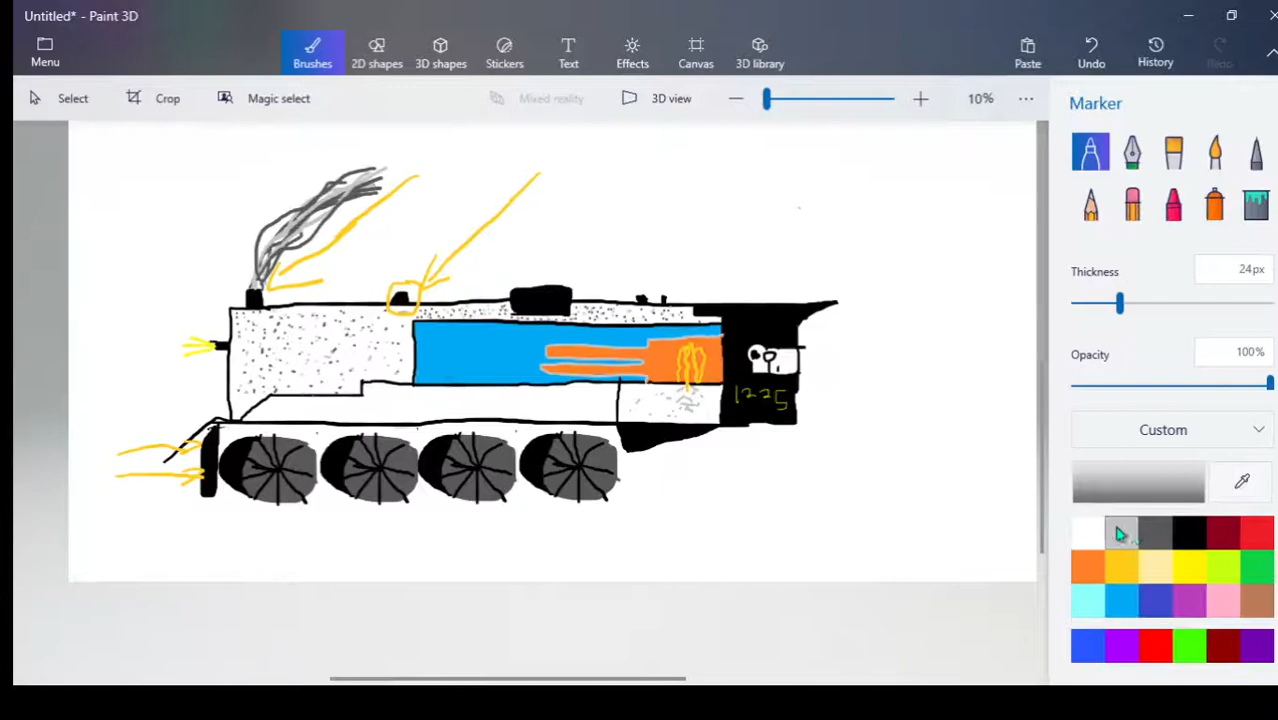 Untitled* - Paint 3D
Menu
Brushes
2D shapes
3D shapes
Stickers
Text
Effects
Canvas
3D library
Paste
Undo
History
Redo
Select
Crop
Magic select
Mixed reality
3D view
10%
Marker
Thickness
24px
Opacity
100%
Custom
1225